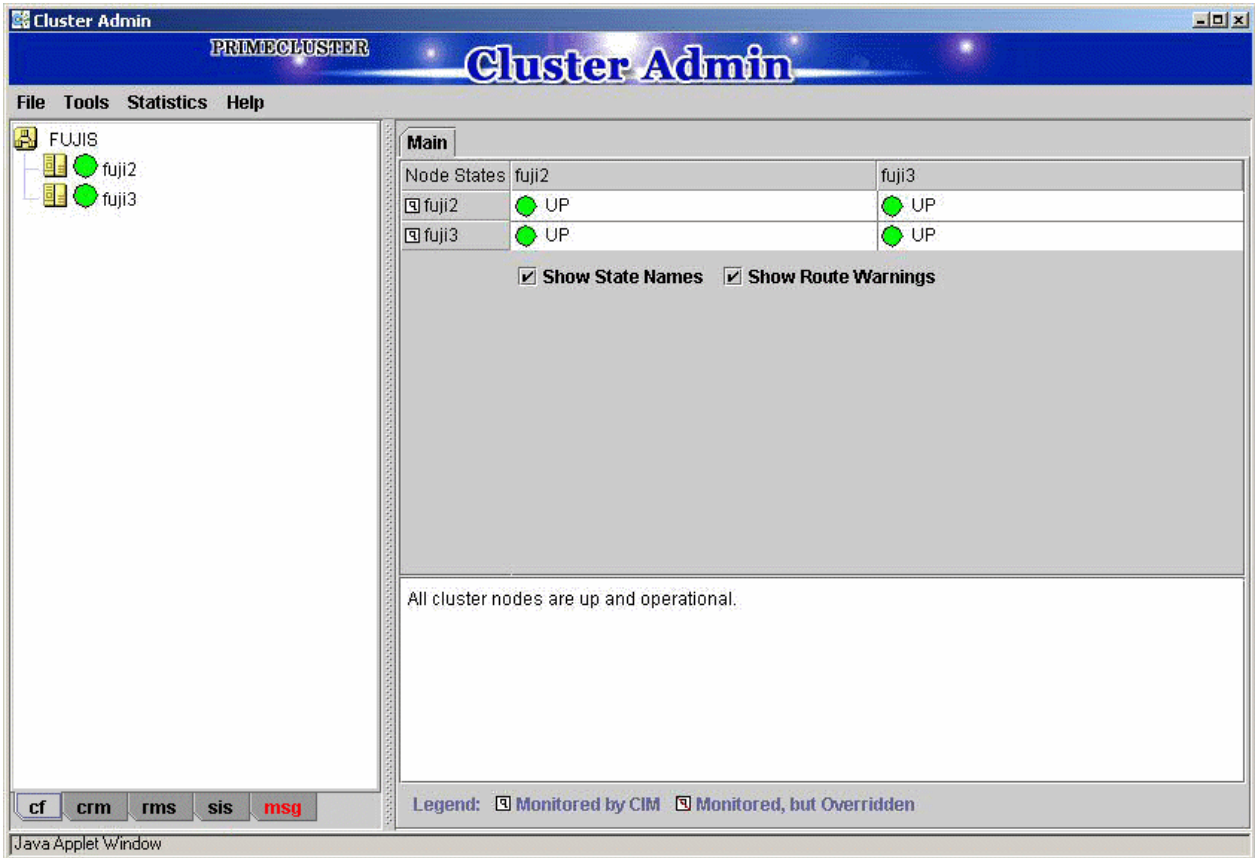 Cluster Admin
PRIMECLUSTER
Cluster Admin
File Tools Statistics Help
FUJIS
fuji2
fuji3
Main
Node States fuji2 fuji3
fuji2 UP UP
fuji3 UP UP
Show State Names Show Route Warnings
All cluster nodes are up and operational.
cf crm rms sis msg
Legend: Monitored by CIM Monitored, but Overridden
Java Applet Window